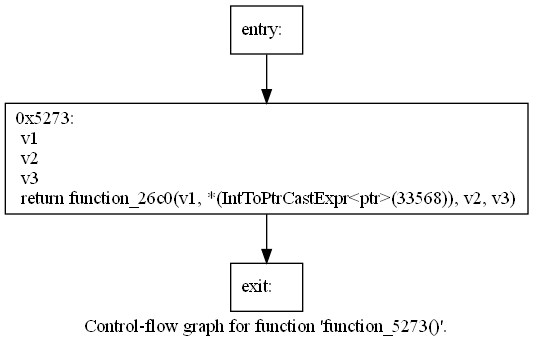 entry:
0x5273:
v1
v2
v3
return function_26c0(v1, *(IntToPtrCastExpr<ptr>(33568)), v2, v3)
exit:
Control-flow graph for function 'function_5273()'.